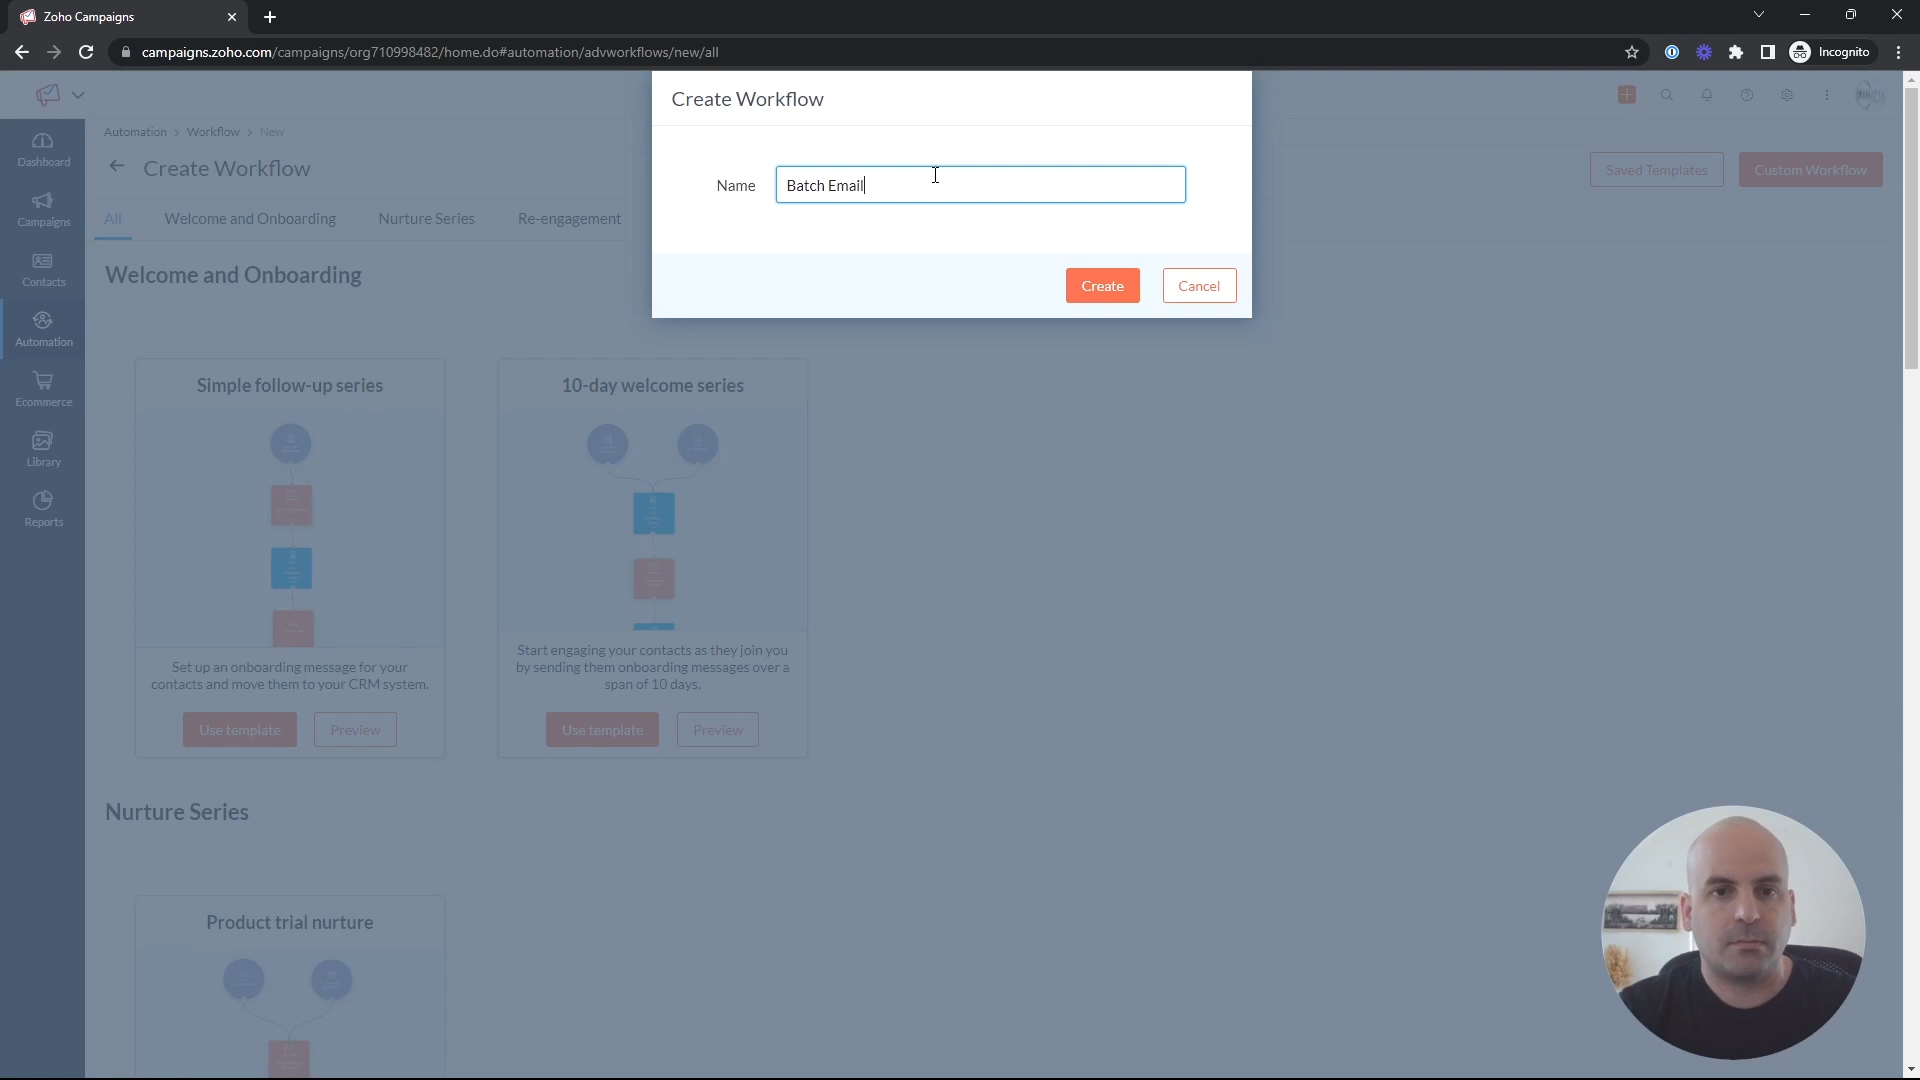 Zoho Campaigns
campaigns.zoho.com/campaigns/org710998482/home.do#automation/advworkflows/new/all
Incognito
Create Workflow
Automation > Workflow > New
Create Workflow
Saved Templates
Custom Workflow
Name
Batch Email
Create
Cancel
All
Welcome and Onboarding
Nurture Series
Re-engagement
Dashboard
Campaigns
Contacts
Automation
Ecommerce
Library
Reports
Welcome and Onboarding
Simple follow-up series
Set up an onboarding message for your
contacts and move them to your CRM system.
Use template
Preview
10-day welcome series
Start engaging your contacts as they join you
by sending them onboarding messages over a
span of 10 days.
Use template
Preview
Nurture Series
Product trial nurture